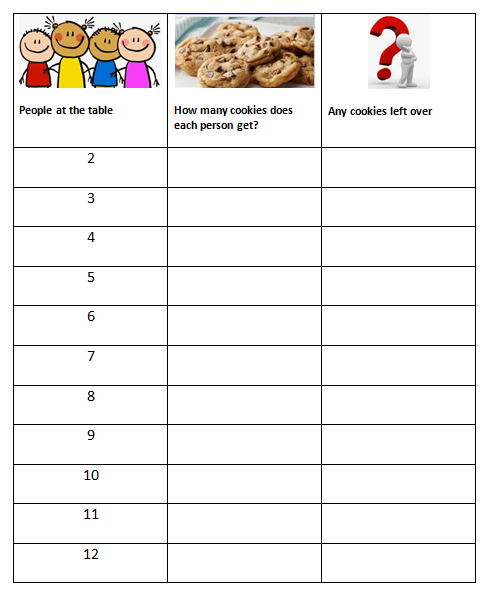 People at the table
How many cookies does
each person get?
Any cookies left over
2
3
4
5
6
7
8
9
10
11
12